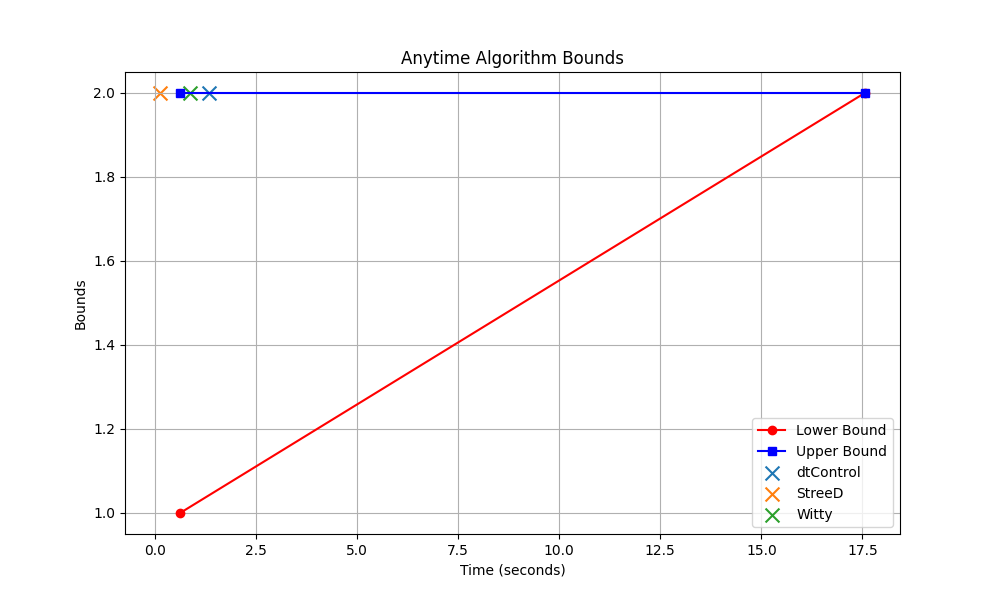 Anytime Algorithm Bounds
Bounds
2.0
1.8
1.6
1.4
1.2
1.0
0.0 2.5 5.0 7.5 10.0 12.5 15.0 17.5
Time (seconds)
Lower Bound
Upper Bound
dtControl
StreeD
Witty